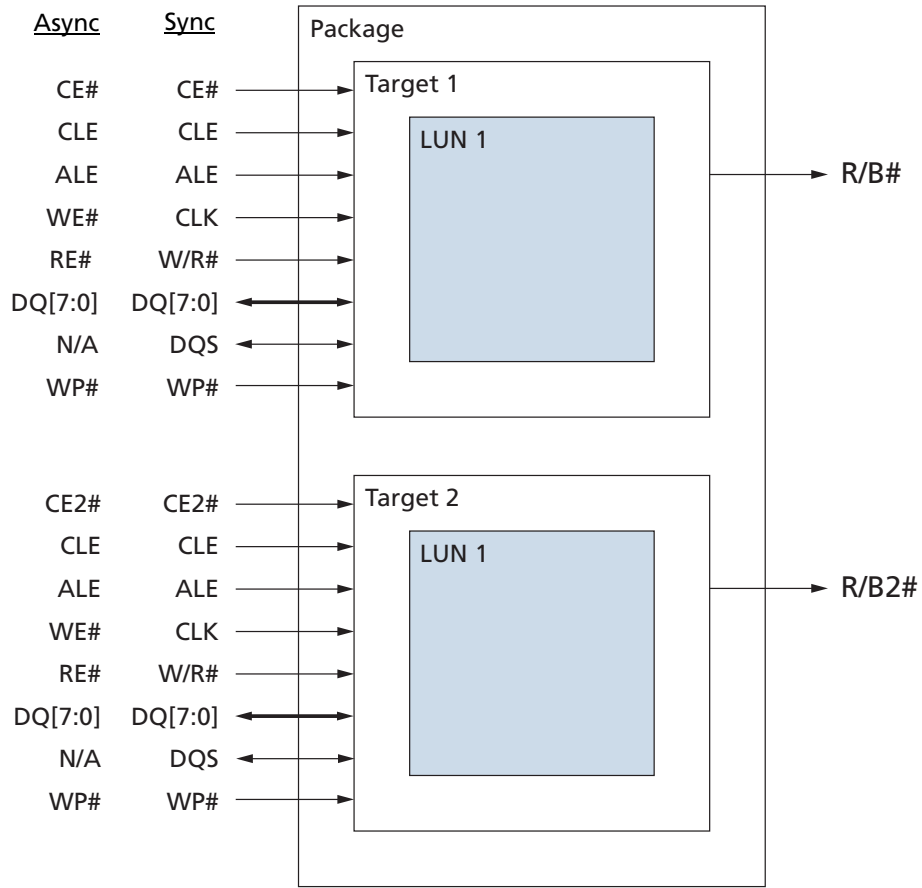 Async Sync
Package
CE# CE#
Target 1
CLE CLE
LUN 1
ALE ALE
R/B#
WE# CLK
RE# W/R#
DQ[7:0] DQ[7:0]
N/A DQS
WP# WP#
CE2# CE2#
Target 2
CLE CLE
LUN 1
ALE ALE
R/B2#
WE# CLK
RE# W/R#
DQ[7:0] DQ[7:0]
N/A DQS
WP# WP#